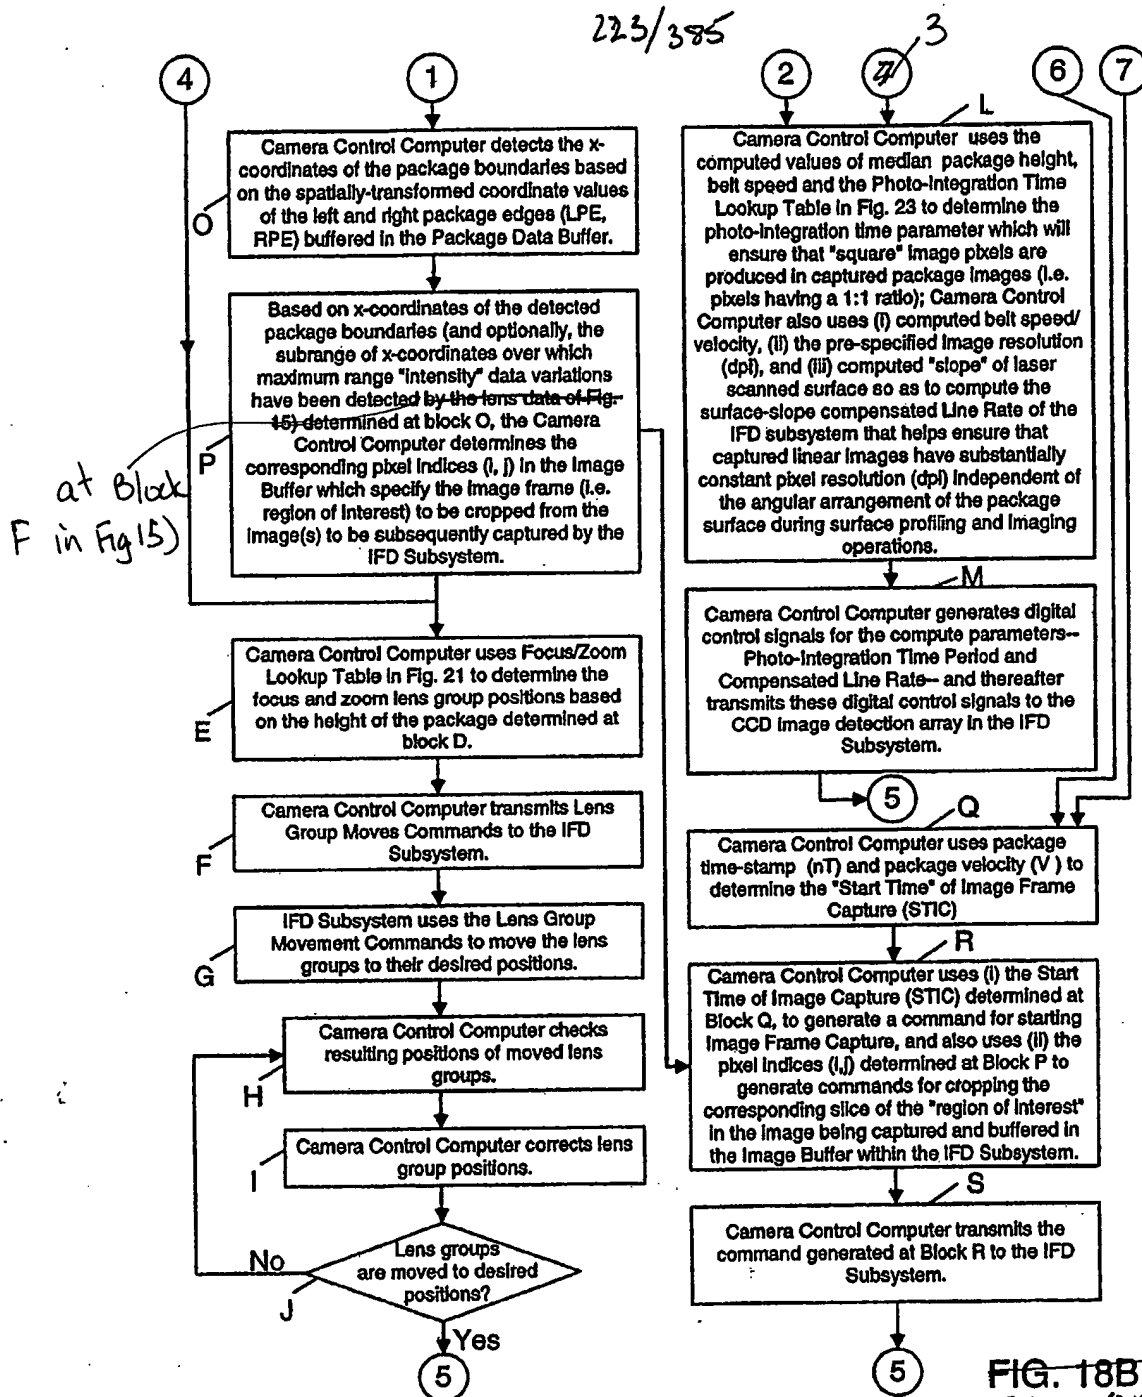 223/385
4
1
2
3
6
7
Camera Control Computer detects the x-
coordinates of the package boundaries based
on the spatially-transformed coordinate values
of the left and right package edges (LPE,
RPE) buffered in the Package Data Buffer.
O
Based on x-coordinates of the detected
package boundaries (and optionally, the
subrange of x-coordinates over which
maximum range "intensity" data variations
have been detected by the lens data of Fig.
15) determined at block O, the Camera
Control Computer determines the
corresponding pixel indices (i, j) in the Image
Buffer which specify the image frame (i.e.
region of interest) to be cropped from the
image(s) to be subsequently captured by the
IFD Subsystem.
P
at Block
F in Fig 15)
Camera Control Computer uses Focus/Zoom
Lookup Table in Fig. 21 to determine the
focus and zoom lens group positions based
on the height of the package determined at
block D.
E
Camera Control Computer transmits Lens
Group Moves Commands to the IFD
Subsystem.
F
IFD Subsystem uses the Lens Group
Movement Commands to move the lens
groups to their desired positions.
G
Camera Control Computer checks
resulting positions of moved lens
groups.
H
Camera Control Computer corrects lens
group positions.
I
Lens groups
are moved to desired
positions?
J
No
Yes
5
L
Camera Control Computer uses the
computed values of median package height,
belt speed and the Photo-Integration Time
Lookup Table in Fig. 23 to determine the
photo-integration time parameter which will
ensure that "square" image pixels are
produced in captured package images (i.e.
pixels having a 1:1 ratio); Camera Control
Computer also uses (i) computed belt speed/
velocity, (ii) the pre-specified image resolution
(dpi), and (iii) computed "slope" of laser
scanned surface so as to compute the
surface-slope compensated Line Rate of the
IFD subsystem that helps ensure that
captured linear images have substantially
constant pixel resolution (dpi) independent of
the angular arrangement of the package
surface during surface profiling and imaging
operations.
M
Camera Control Computer generates digital
control signals for the compute parameters--
Photo-Integration Time Period and
Compensated Line Rate-- and thereafter
transmits these digital control signals to the
CCD image detection array in the IFD
Subsystem.
5
Q
Camera Control Computer uses package
time-stamp (nT) and package velocity (V ) to
determine the "Start Time" of Image Frame
Capture (STIC)
R
Camera Control Computer uses (i) the Start
Time of Image Capture (STIC) determined at
Block Q, to generate a command for starting
Image Frame Capture, and also uses (ii) the
pixel indices (i,j) determined at Block P to
generate commands for cropping the
corresponding slice of the "region of interest"
in the image being captured and buffered in
the Image Buffer within the IFD Subsystem.
S
Camera Control Computer transmits the
command generated at Block R to the IFD
Subsystem.
5
FIG. 18B